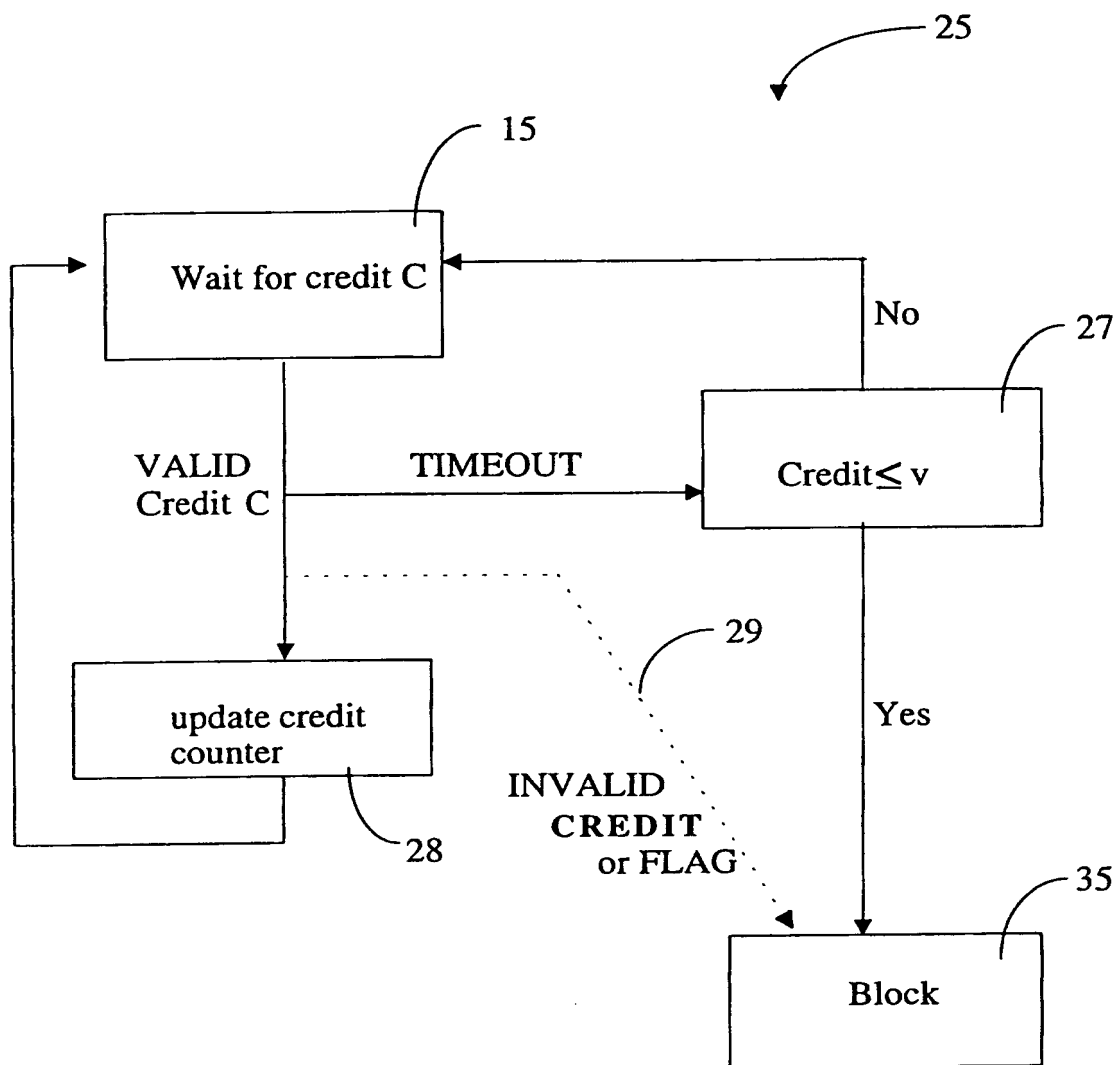 25
15
Wait for credit C
No
27
VALID
Credit C
TIMEOUT
Credit ≤ v
29
update credit
counter
Yes
INVALID
CREDIT
or FLAG
28
35
Block